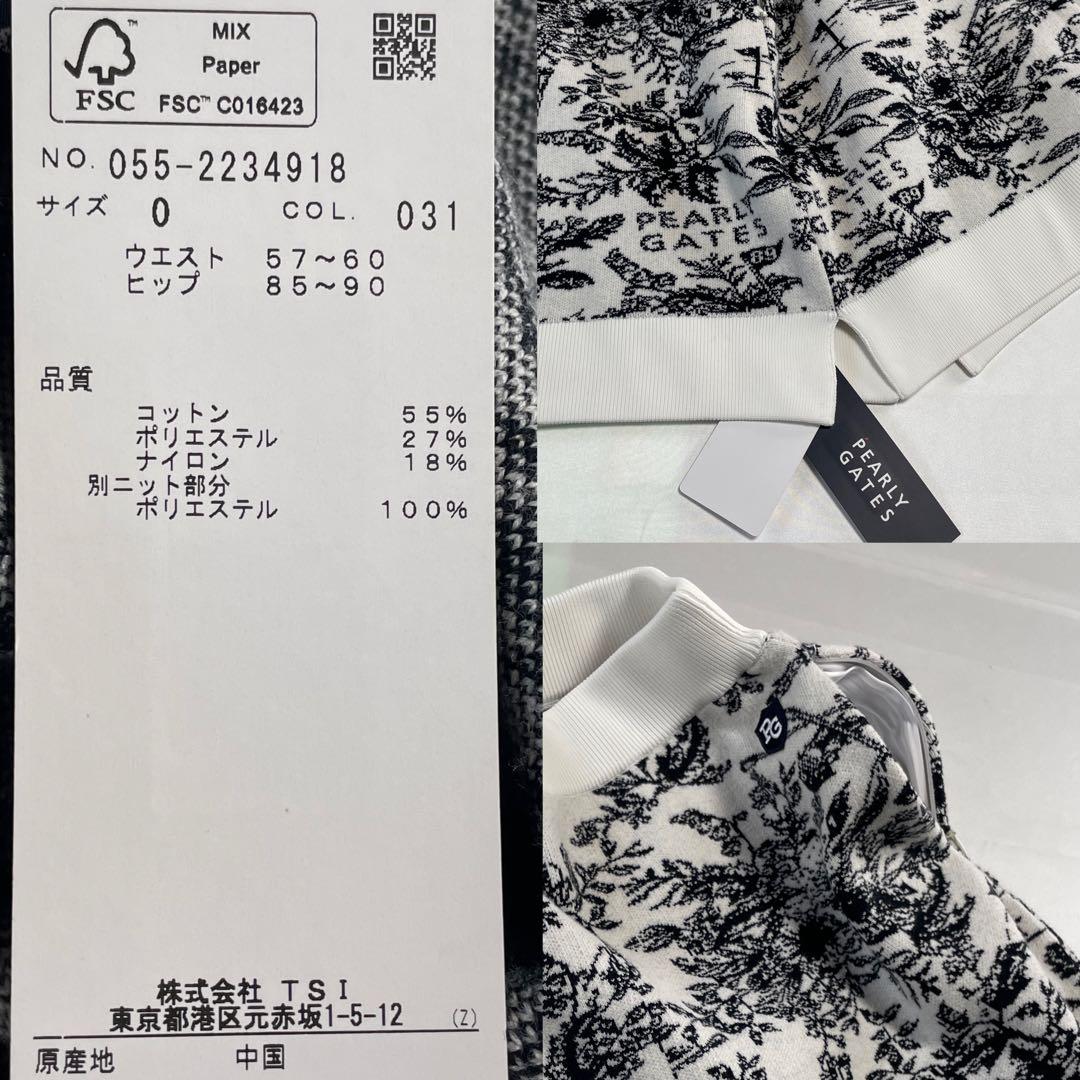 MIX
Paper
FSC™ C016423
FSC
NO. 055-2234918
サイズ 0 COL. 031
ウエスト 57～60
ヒップ 85～90
品質
コットン 55%
ポリエステル 27%
ナイロン 18%
別ニット部分
ポリエステル 100%
株式会社 TSI
東京都港区元赤坂1-5-12 (Z)
原産地 中国
PEARLY
GATES
PEARLY
GATES
PEARLY
GATES
PG